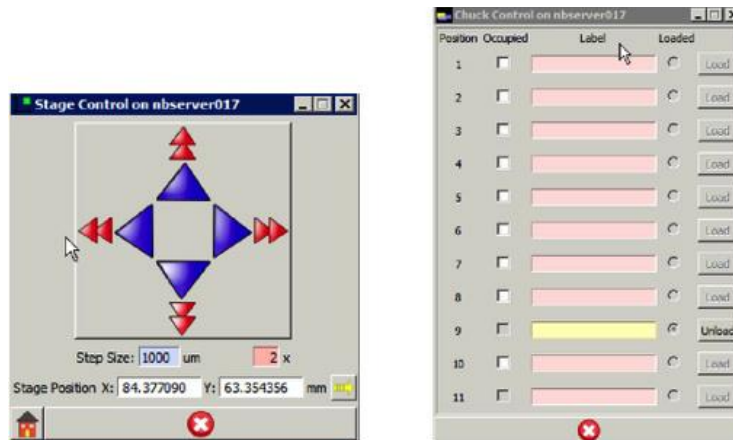 Stage Control on nbserver017
Step Size: 1000 um 2 x
Stage Position X: 84.377090 Y: 63.354356 mm
Chuck Control on nbserver017
Position Occupied Label Loaded
1 Load
2 Load
3 Load
4 Load
5 Load
6 Load
7 Load
8 Load
9 Unload
10 Load
11 Load